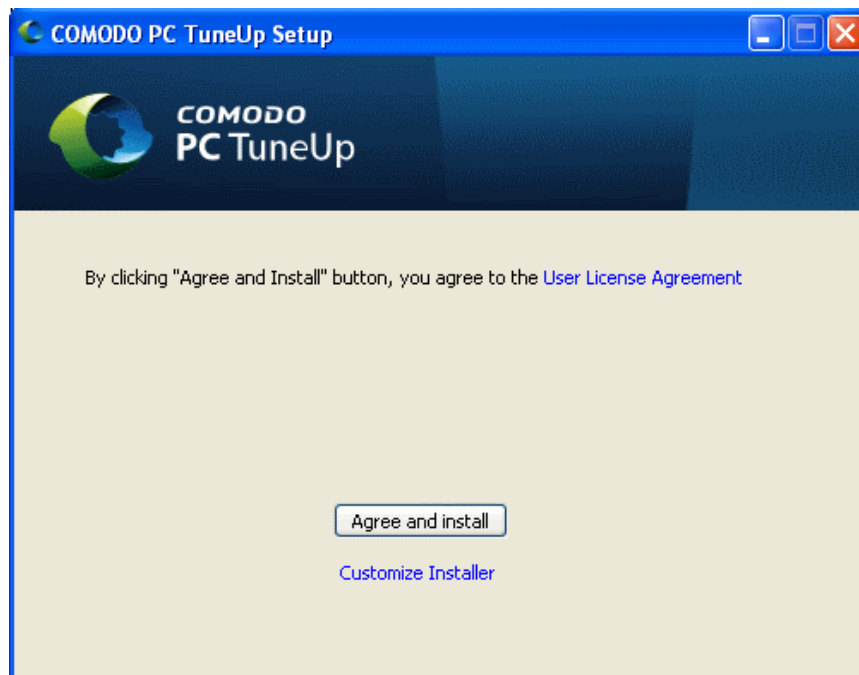 COMODO PC TuneUp Setup
COMODO
PC TuneUp
By clicking "Agree and Install" button, you agree to the User License Agreement
Agree and install
Customize Installer